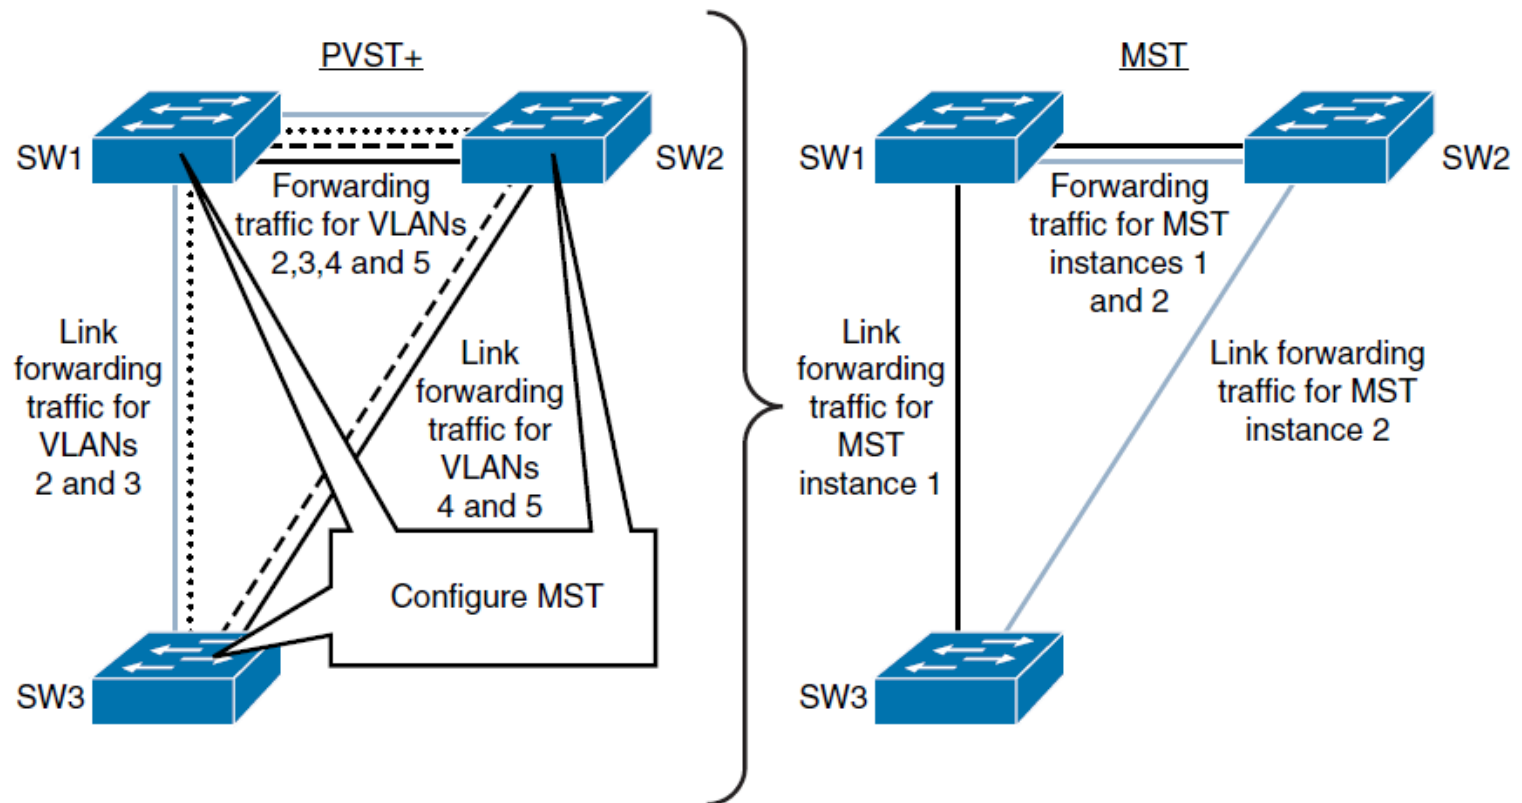 PVST+
SW1
SW2
Forwarding
traffic for VLANs
2,3,4 and 5
Link
forwarding
traffic for
VLANs
2 and 3
Link
forwarding
traffic for
VLANs
4 and 5
Configure MST
SW3
MST
SW1
SW2
Forwarding
traffic for MST
instances 1
and 2
Link
forwarding
traffic for
MST
instance 1
Link forwarding
traffic for MST
instance 2
SW3